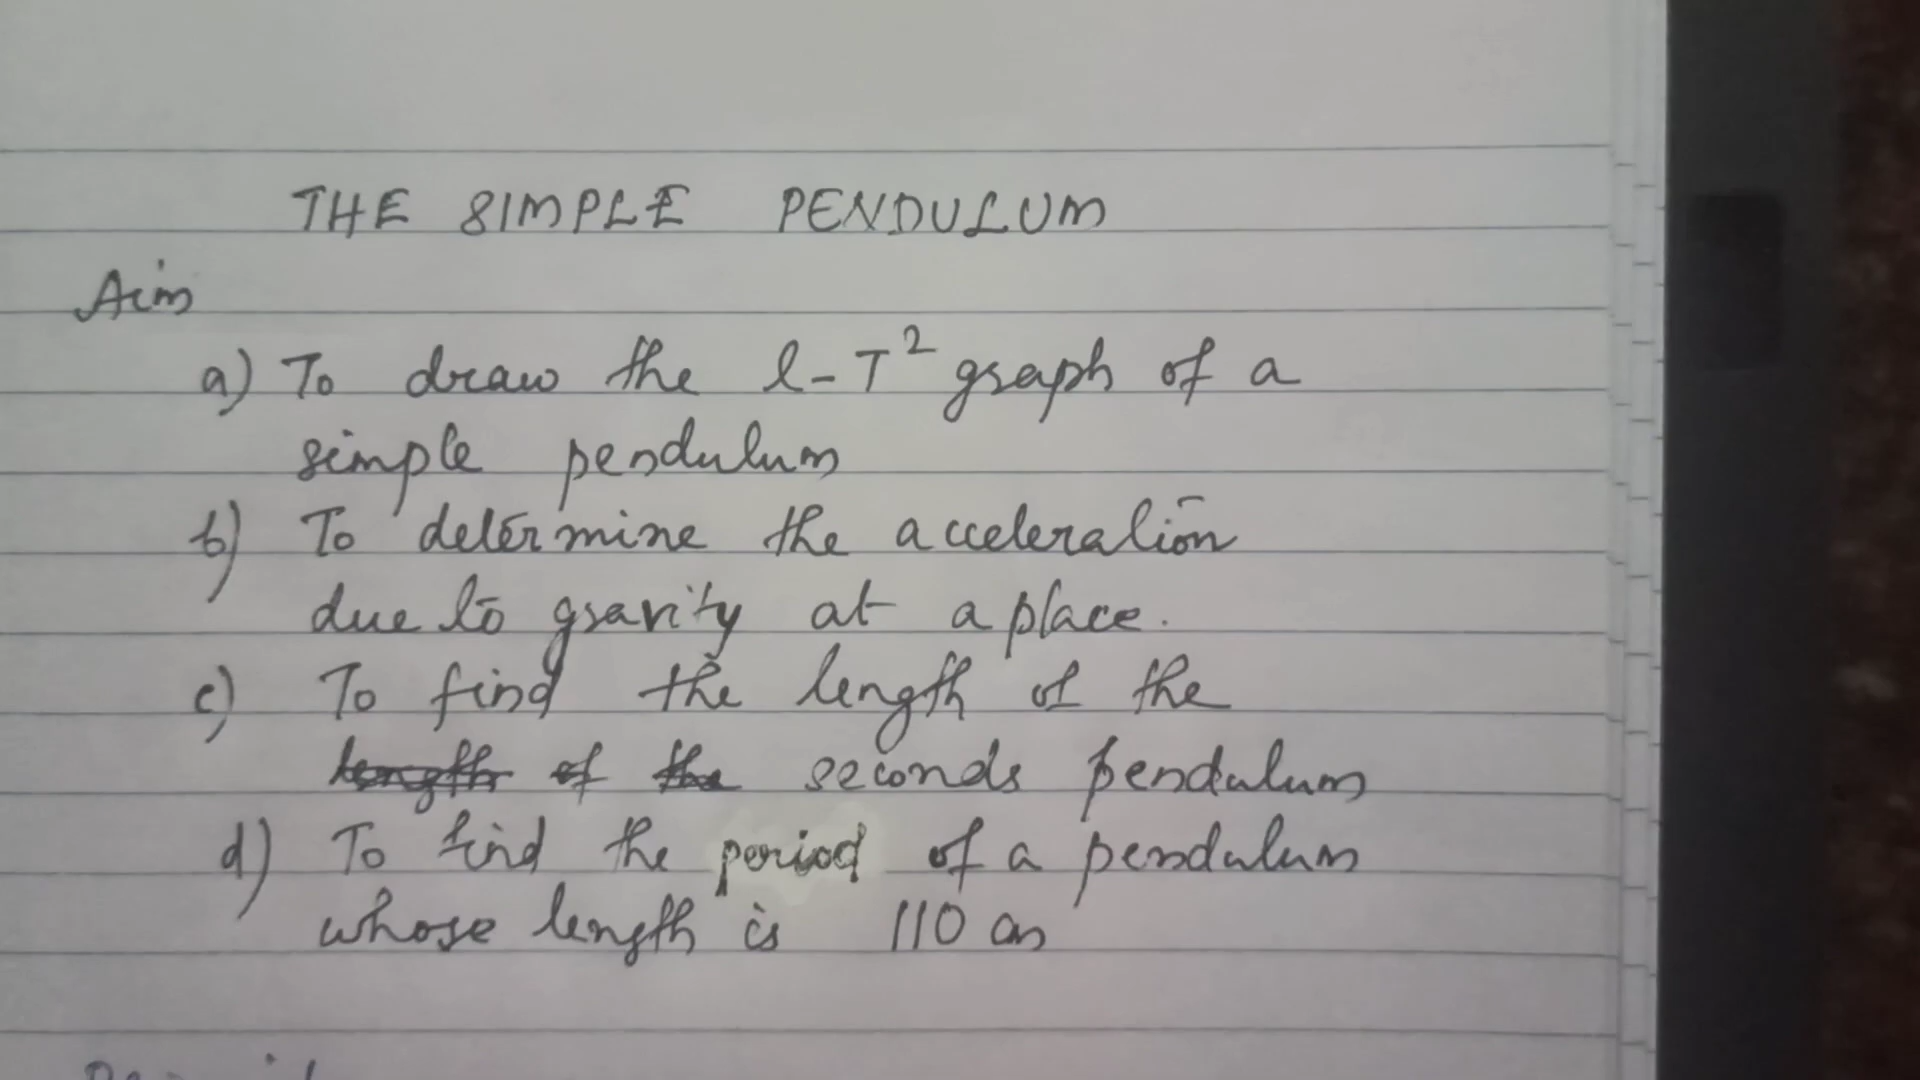 THE SIMPLE PENDULUM
Aim
a) To draw the l-T² graph of a
simple pendulum
b) To determine the acceleration
due to gravity at a place.
c) To find the length of the
length of the seconds pendulum
d) To find the period of a pendulum
whose length is 110 cm